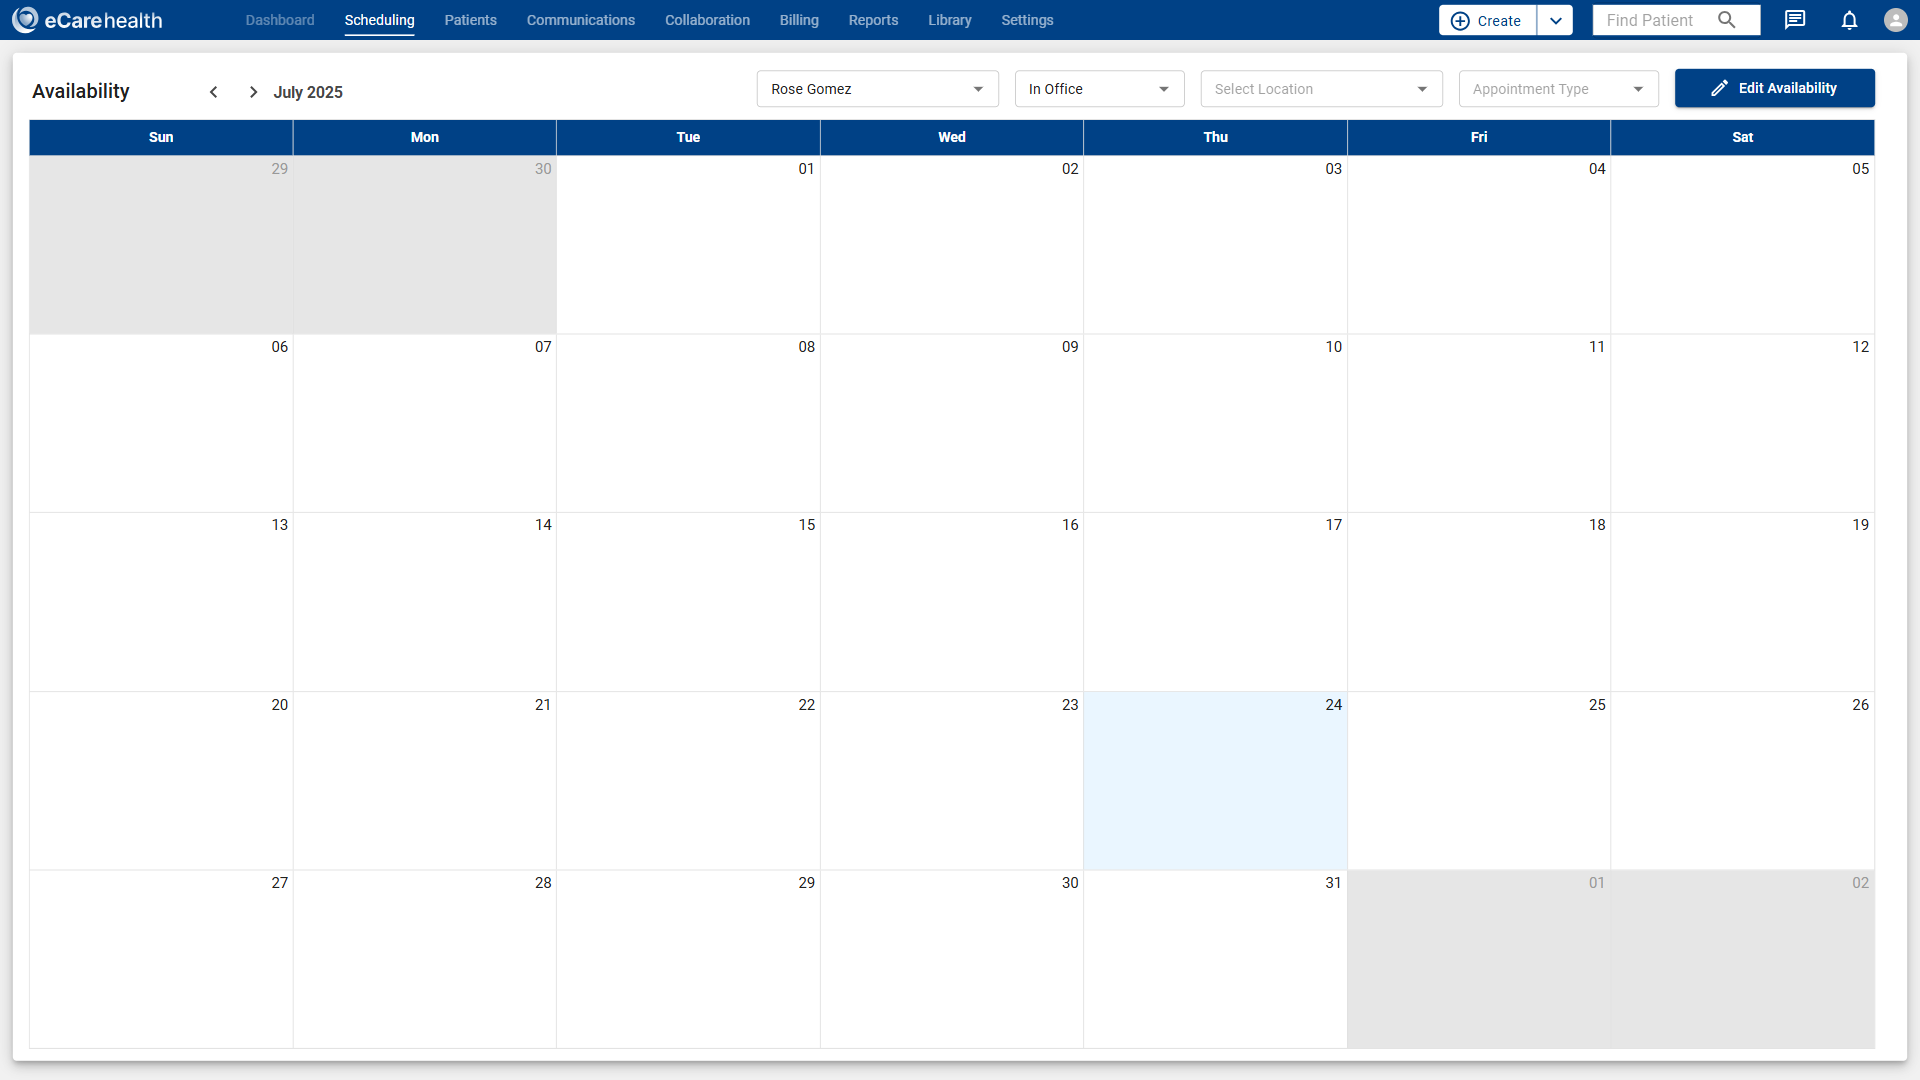 eCarehealth Dashboard Scheduling Patients Communications Collaboration Billing Reports Library Settings Create Find Patient
Availability July 2025 Rose Gomez In Office Select Location Appointment Type Edit Availability
Sun Mon Tue Wed Thu Fri Sat
29 30 01 02 03 04 05
06 07 08 09 10 11 12
13 14 15 16 17 18 19
20 21 22 23 24 25 26
27 28 29 30 31 01 02